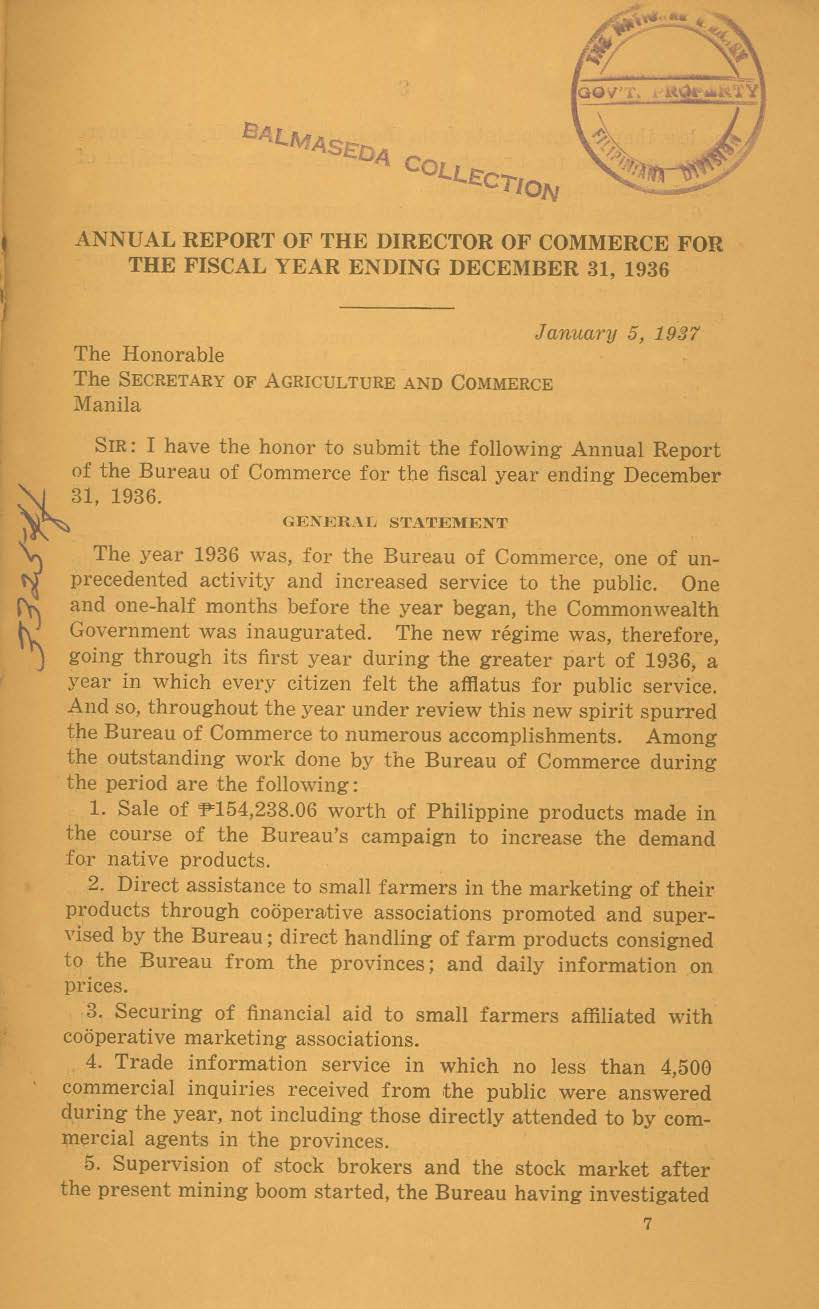 THE NATIONAL LIBRARY
GOV'T. PROPERTY
FILIPINIANA DIVISION
BALMASEDA COLLECTION
ANNUAL REPORT OF THE DIRECTOR OF COMMERCE FOR
THE FISCAL YEAR ENDING DECEMBER 31, 1936
January 5, 1937
The Honorable
The SECRETARY OF AGRICULTURE AND COMMERCE
Manila
SIR: I have the honor to submit the following Annual Report
of the Bureau of Commerce for the fiscal year ending December
31, 1936.
GENERAL STATEMENT
The year 1936 was, for the Bureau of Commerce, one of un-
precedented activity and increased service to the public. One
and one-half months before the year began, the Commonwealth
Government was inaugurated. The new régime was, therefore,
going through its first year during the greater part of 1936, a
year in which every citizen felt the afflatus for public service.
And so, throughout the year under review this new spirit spurred
the Bureau of Commerce to numerous accomplishments. Among
the outstanding work done by the Bureau of Commerce during
the period are the following:
1. Sale of ₱154,238.06 worth of Philippine products made in
the course of the Bureau's campaign to increase the demand
for native products.
2. Direct assistance to small farmers in the marketing of their
products through coöperative associations promoted and super-
vised by the Bureau; direct handling of farm products consigned
to the Bureau from the provinces; and daily information on
prices.
3. Securing of financial aid to small farmers affiliated with
coöperative marketing associations.
4. Trade information service in which no less than 4,500
commercial inquiries received from the public were answered
during the year, not including those directly attended to by com-
mercial agents in the provinces.
5. Supervision of stock brokers and the stock market after
the present mining boom started, the Bureau having investigated
7